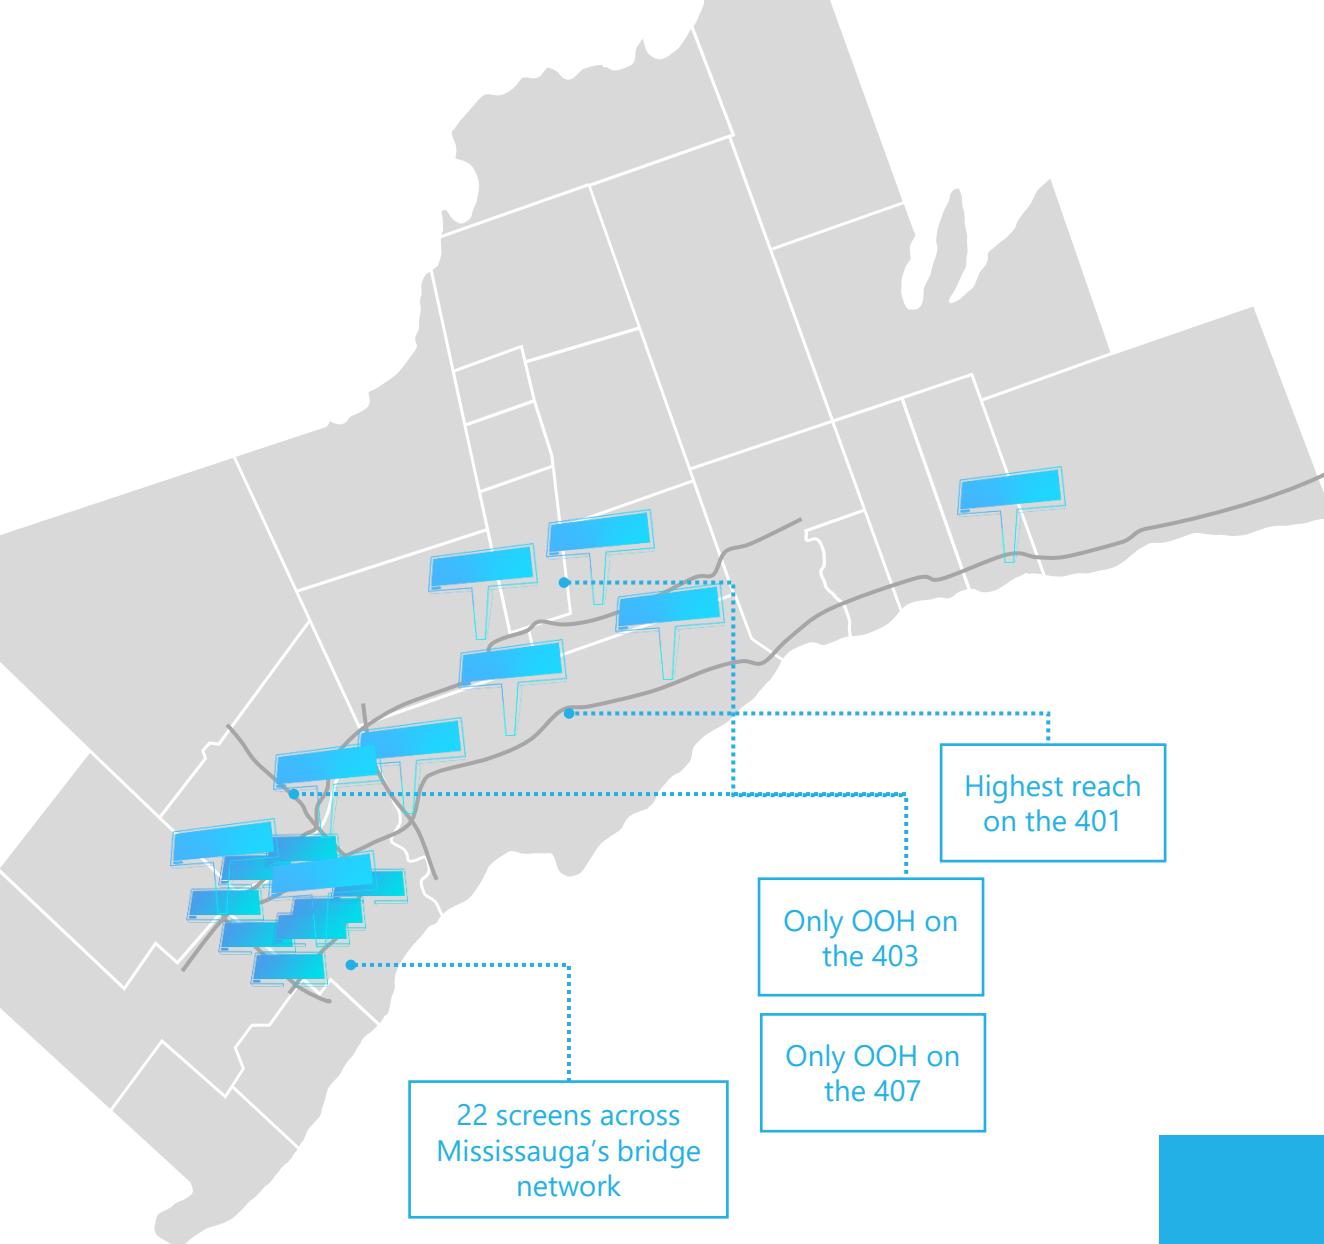 Highest reach
on the 401
Only OOH on
the 403
Only OOH on
the 407
22 screens across
Mississauga’s bridge
network